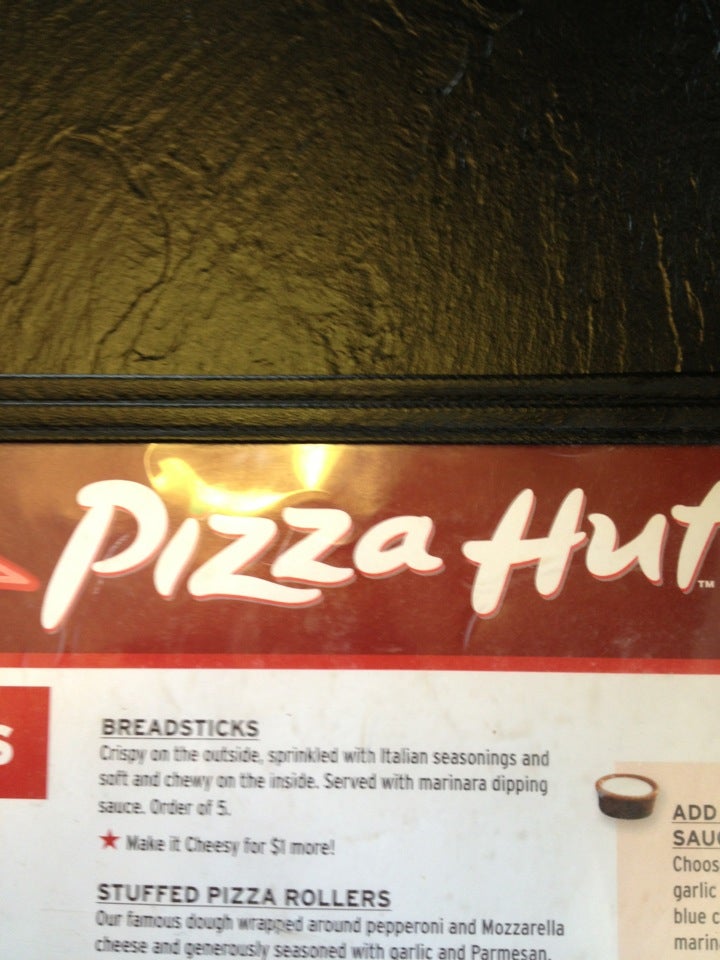 Pizza Hut
TM
S
BREADSTICKS
Crispy on the outside, sprinkled with Italian seasonings and
soft and chewy on the inside. Served with marinara dipping
sauce. Order of 5.
Make it Cheesy for $1 more!
STUFFED PIZZA ROLLERS
Our famous dough wrapped around pepperoni and Mozzarella
cheese and generously seasoned with garlic and Parmesan.
ADD
SAUC
Choos
garlic
blue c
marin